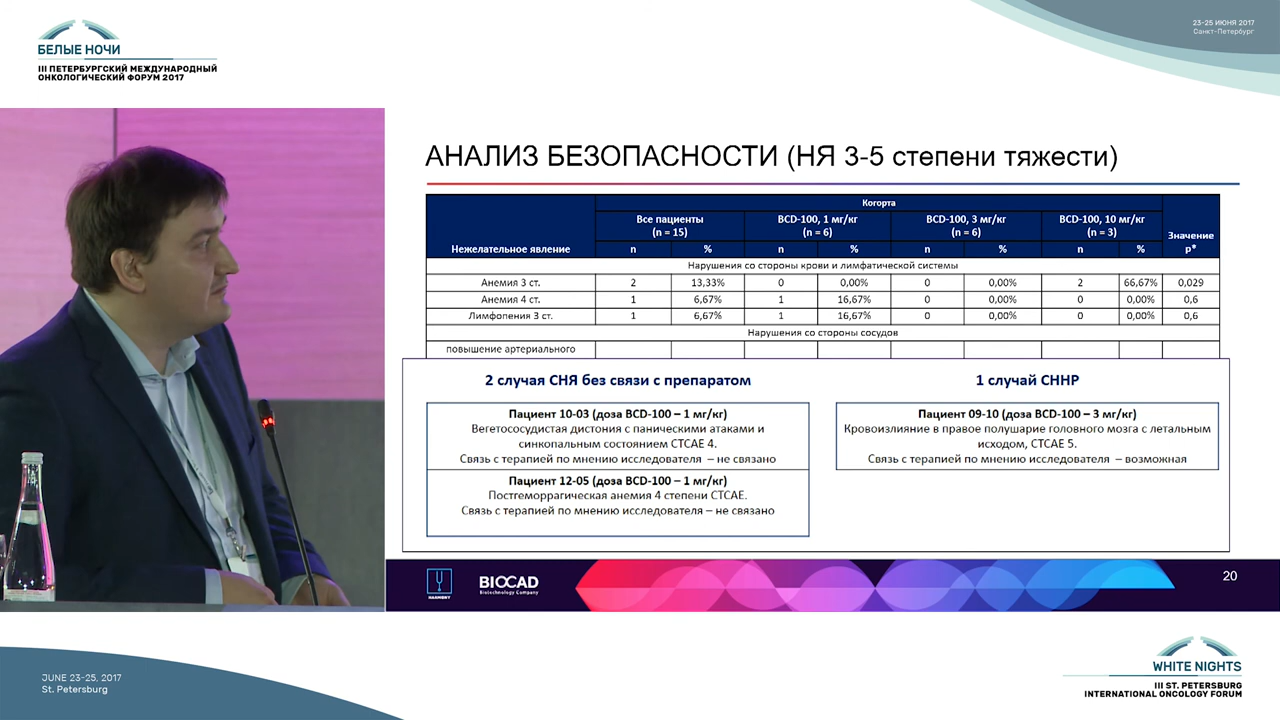 БЕЛЫЕ НОЧИ
III ПЕТЕРБУРГСКИЙ МЕЖДУНАРОДНЫЙ
ОНКОЛОГИЧЕСКИЙ ФОРУМ 2017
23-25 ИЮНЯ 2017
Санкт-Петербург
АНАЛИЗ БЕЗОПАСНОСТИ (НЯ 3-5 степени тяжести)
Когорта
Нежелательное явление
Все пациенты
(n = 15)
BCD-100, 1 мг/кг
(n = 6)
BCD-100, 3 мг/кг
(n = 6)
BCD-100, 10 мг/кг
(n = 3)
Значение
p*
n % n % n % n %
Нарушения со стороны крови и лимфатической системы
Анемия 3 ст. 2 13,33% 0 0,00% 0 0,00% 2 66,67% 0,029
Анемия 4 ст. 1 6,67% 1 16,67% 0 0,00% 0 0,00% 0,6
Лимфопения 3 ст. 1 6,67% 1 16,67% 0 0,00% 0 0,00% 0,6
Нарушения со стороны сосудов
повышение артериального
2 случая СНЯ без связи с препаратом
Пациент 10-03 (доза BCD-100 – 1 мг/кг)
Вегетососудистая дистония с паническими атаками и
синкопальным состоянием CTCAE 4.
Связь с терапией по мнению исследователя – не связано
Пациент 12-05 (доза BCD-100 – 1 мг/кг)
Постгеморрагическая анемия 4 степени CTCAE.
Связь с терапией по мнению исследователя – не связано
1 случай СННР
Пациент 09-10 (доза BCD-100 – 3 мг/кг)
Кровоизлияние в правое полушарие головного мозга с летальным
исходом, CTCAE 5.
Связь с терапией по мнению исследователя – возможная
HARMONY
BIOCAD
Biotechnology Company
20
JUNE 23-25, 2017
St. Petersburg
WHITE NIGHTS
III ST. PETERSBURG
INTERNATIONAL ONCOLOGY FORUM